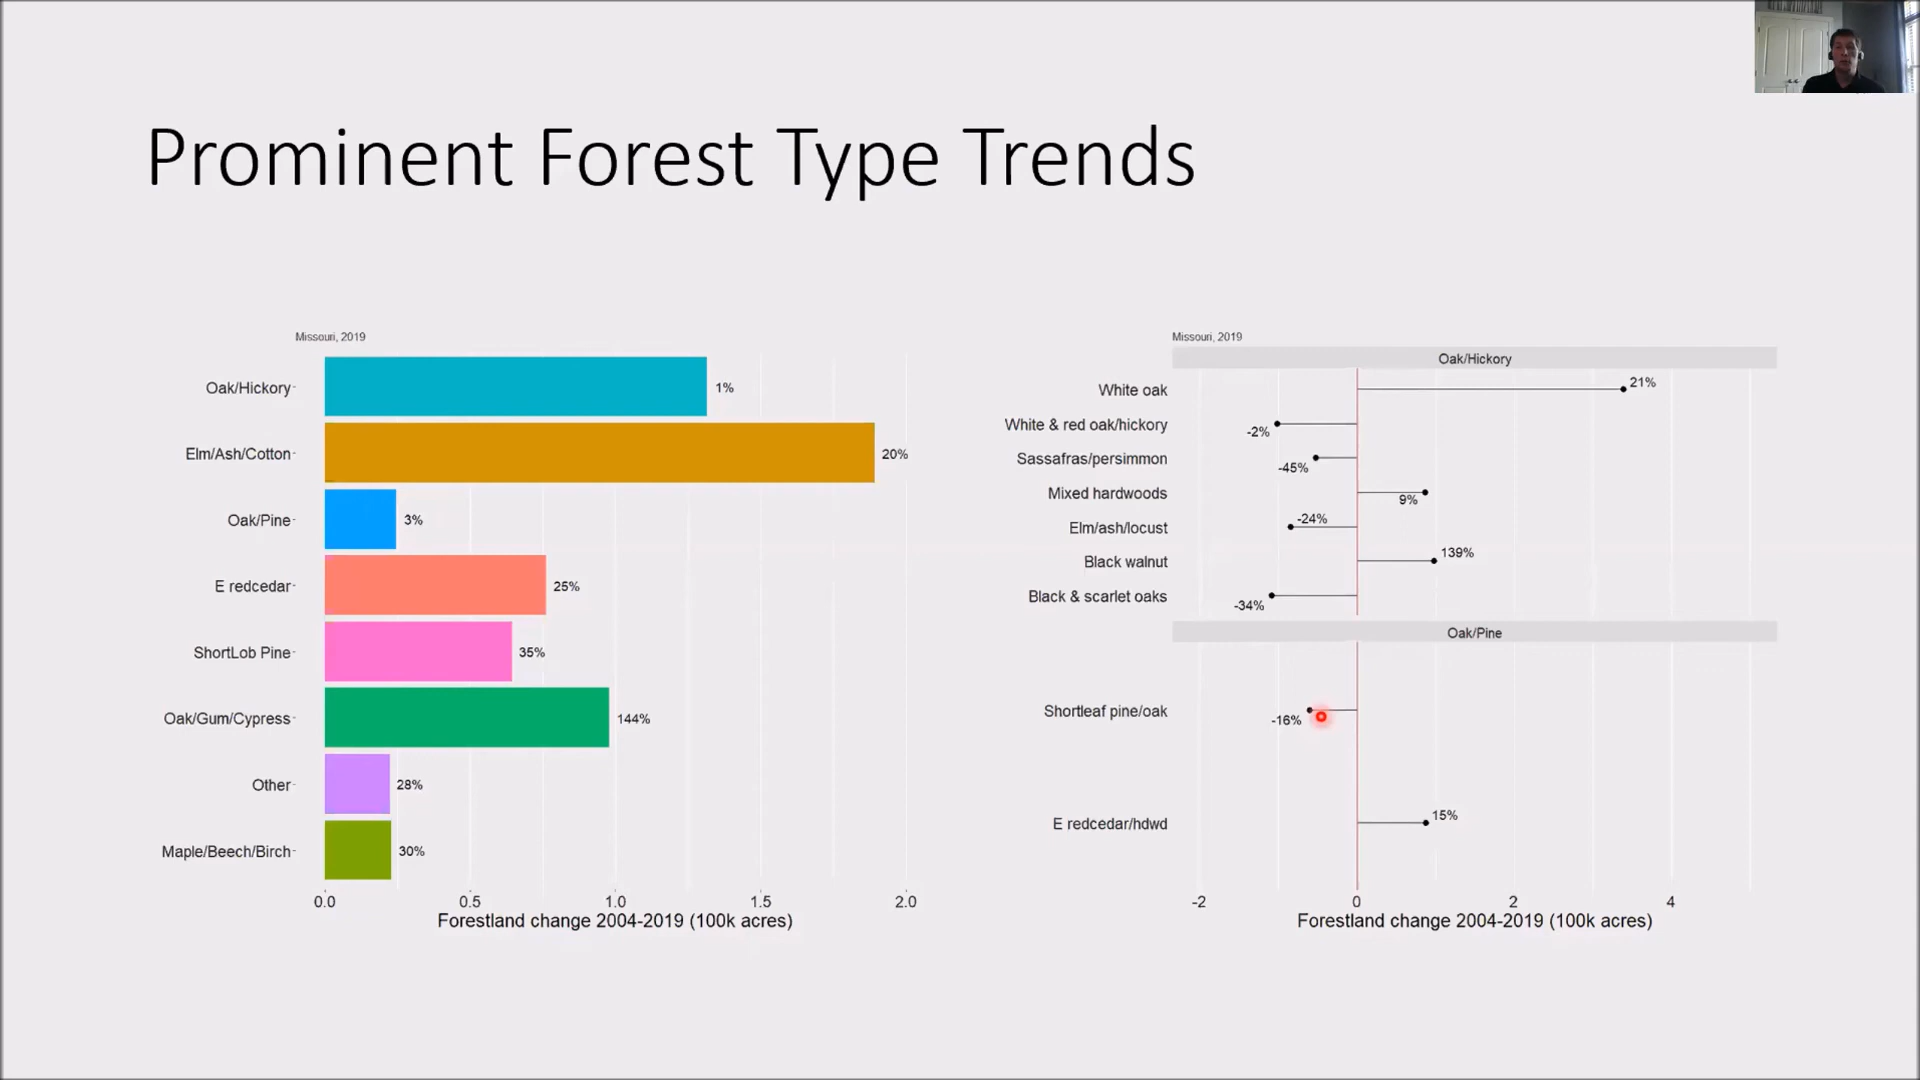 Prominent Forest Type Trends
Missouri, 2019
Oak/Hickory
1%
Elm/Ash/Cotton
20%
Oak/Pine
3%
E redcedar
25%
ShortLob Pine
35%
Oak/Gum/Cypress
144%
Other
28%
Maple/Beech/Birch
30%
0.0 0.5 1.0 1.5 2.0
Forestland change 2004-2019 (100k acres)
Missouri, 2019
Oak/Hickory
White oak
21%
White & red oak/hickory
-2%
Sassafras/persimmon
-45%
Mixed hardwoods
9%
Elm/ash/locust
-24%
Black walnut
139%
Black & scarlet oaks
-34%
Oak/Pine
Shortleaf pine/oak
-16%
E redcedar/hdwd
15%
-2 0 2 4
Forestland change 2004-2019 (100k acres)